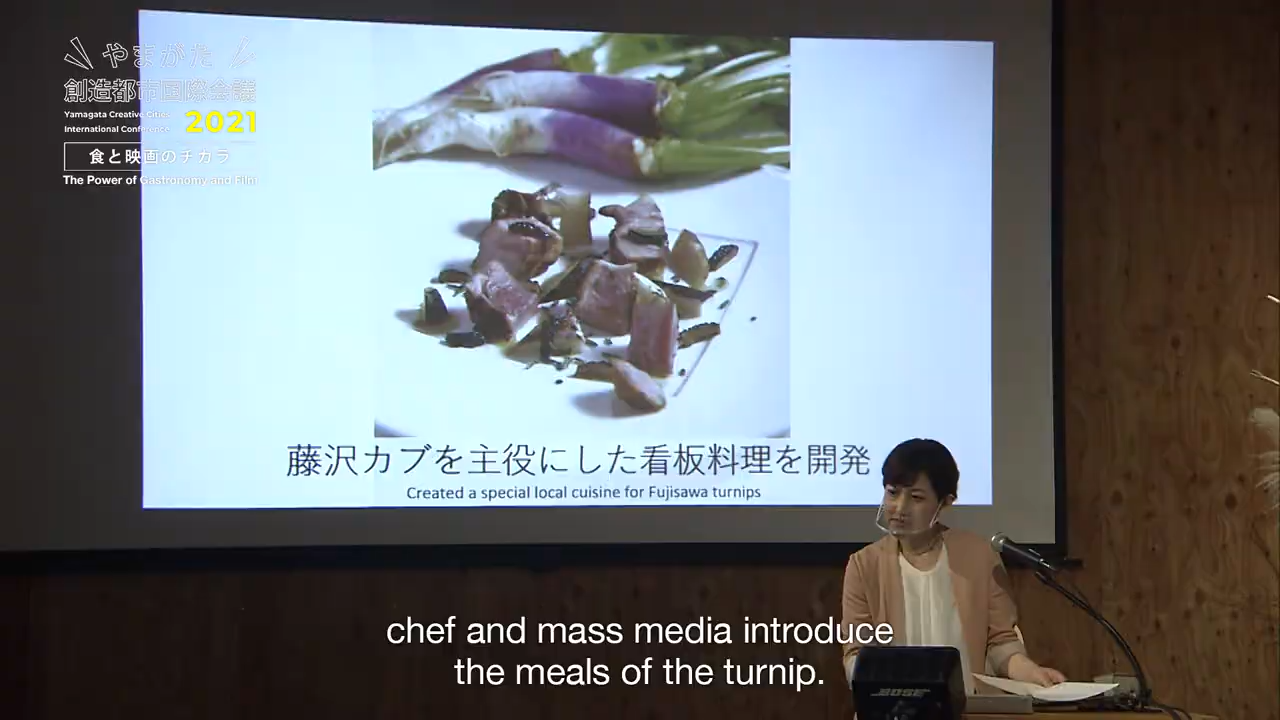 やまがた
創造都市国際会議
Yamagata Creative Cities
International Conference 2021
食と映画のチカラ
The Power of Gastronomy and Film
藤沢カブを主役にした看板料理を開発
Created a special local cuisine for Fujisawa turnips
chef and mass media introduce
the meals of the turnip.
BOSE